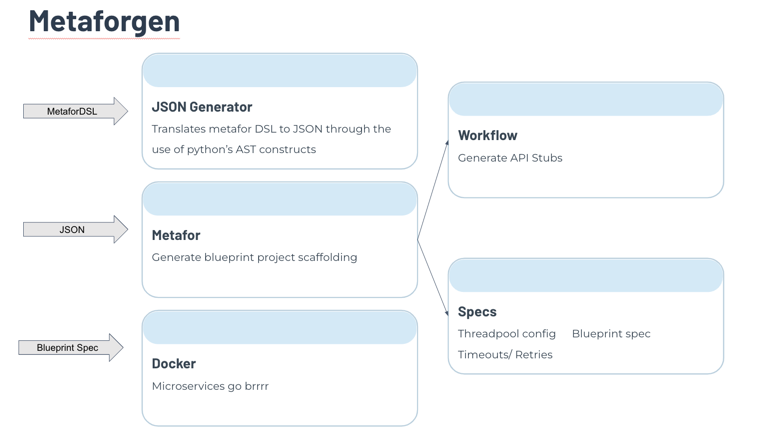 Metaforgen
MetaforDSL
JSON Generator
Translates metafor DSL to JSON through the
use of python's AST constructs
JSON
Metafor
Generate blueprint project scaffolding
Blueprint Spec
Docker
Microservices go brrrr
Workflow
Generate API Stubs
Specs
Threadpool config Blueprint spec
Timeouts/ Retries